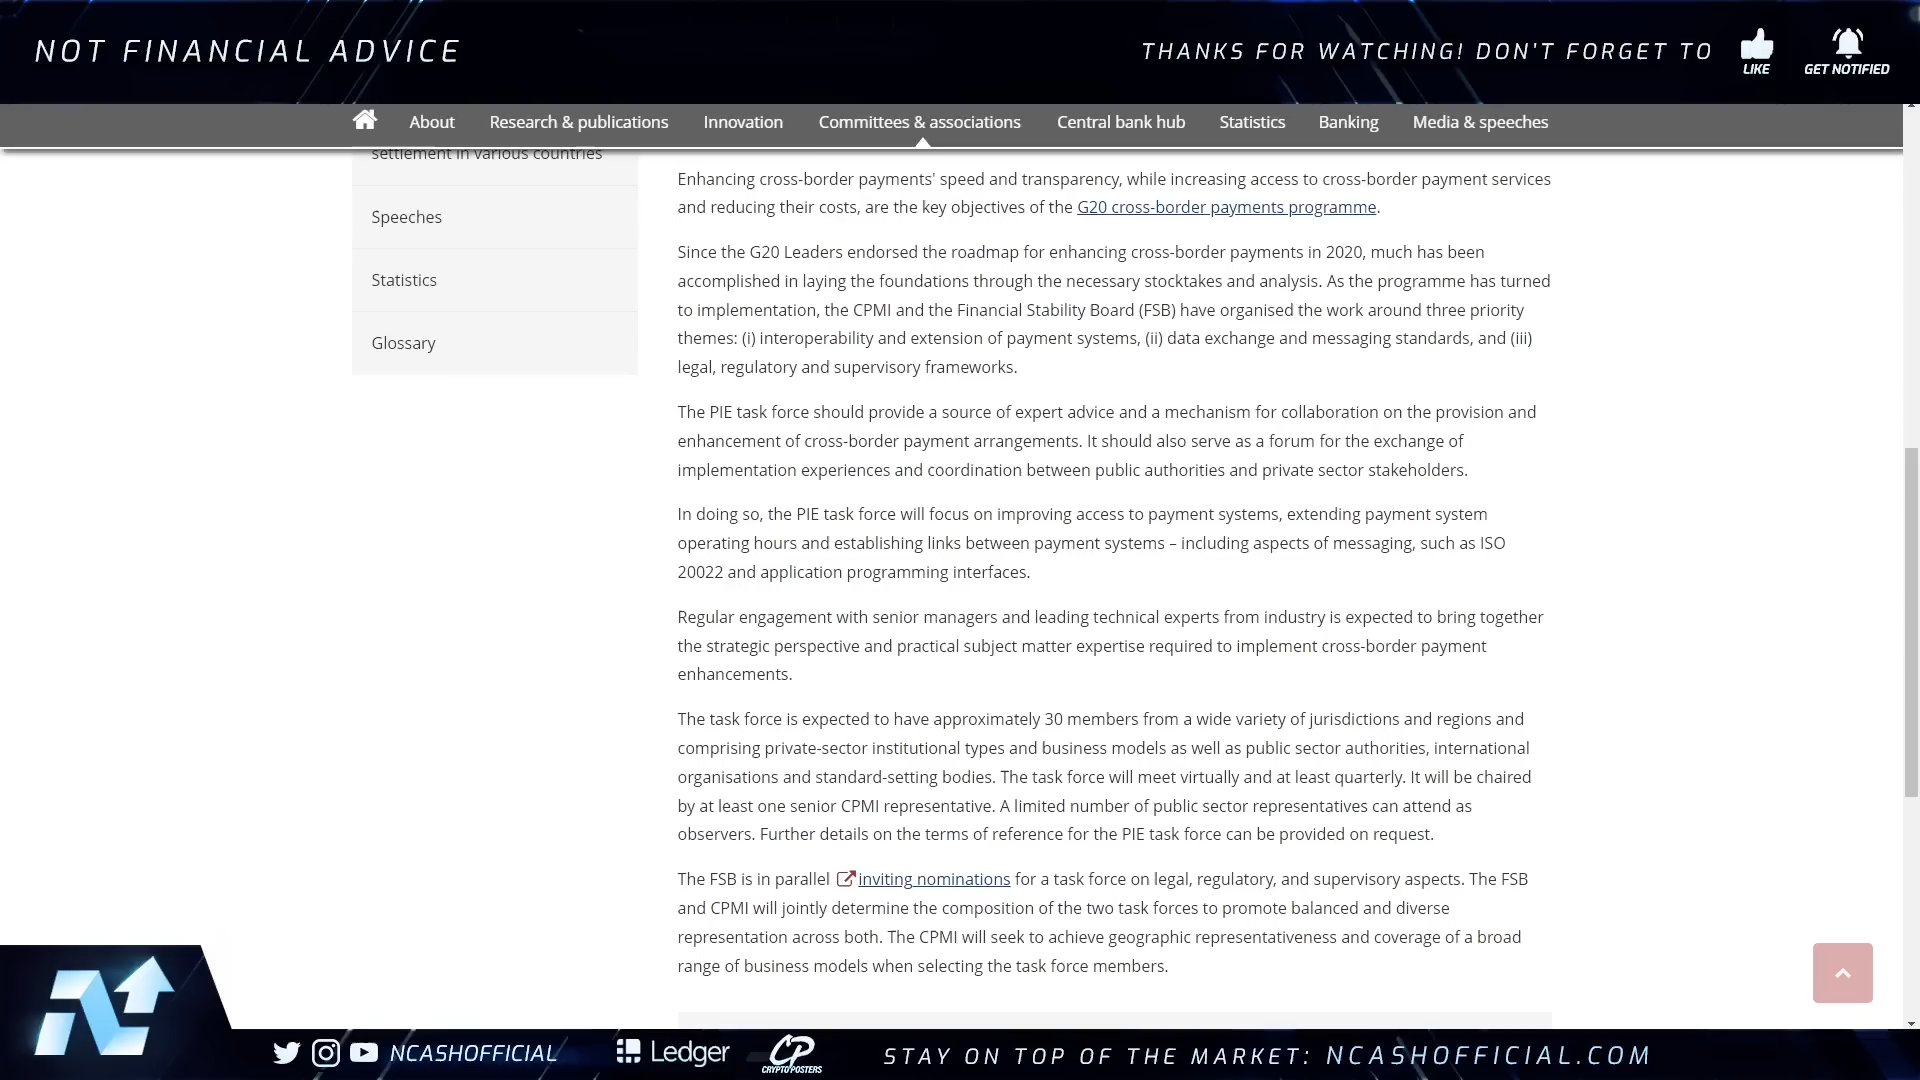 NOT FINANCIAL ADVICE
THANKS FOR WATCHING! DON'T FORGET TO
LIKE
GET NOTIFIED
About
Research & publications
Innovation
Committees & associations
Central bank hub
Statistics
Banking
Media & speeches
settlement in various countries
Speeches
Statistics
Glossary
Enhancing cross-border payments' speed and transparency, while increasing access to cross-border payment services
and reducing their costs, are the key objectives of the G20 cross-border payments programme.
Since the G20 Leaders endorsed the roadmap for enhancing cross-border payments in 2020, much has been
accomplished in laying the foundations through the necessary stocktakes and analysis. As the programme has turned
to implementation, the CPMI and the Financial Stability Board (FSB) have organised the work around three priority
themes: (i) interoperability and extension of payment systems, (ii) data exchange and messaging standards, and (iii)
legal, regulatory and supervisory frameworks.
The PIE task force should provide a source of expert advice and a mechanism for collaboration on the provision and
enhancement of cross-border payment arrangements. It should also serve as a forum for the exchange of
implementation experiences and coordination between public authorities and private sector stakeholders.
In doing so, the PIE task force will focus on improving access to payment systems, extending payment system
operating hours and establishing links between payment systems – including aspects of messaging, such as ISO
20022 and application programming interfaces.
Regular engagement with senior managers and leading technical experts from industry is expected to bring together
the strategic perspective and practical subject matter expertise required to implement cross-border payment
enhancements.
The task force is expected to have approximately 30 members from a wide variety of jurisdictions and regions and
comprising private-sector institutional types and business models as well as public sector authorities, international
organisations and standard-setting bodies. The task force will meet virtually and at least quarterly. It will be chaired
by at least one senior CPMI representative. A limited number of public sector representatives can attend as
observers. Further details on the terms of reference for the PIE task force can be provided on request.
The FSB is in parallel inviting nominations for a task force on legal, regulatory, and supervisory aspects. The FSB
and CPMI will jointly determine the composition of the two task forces to promote balanced and diverse
representation across both. The CPMI will seek to achieve geographic representativeness and coverage of a broad
range of business models when selecting the task force members.
NCASHOFFICIAL
Ledger
CP
CRYPTOPOSTERS
STAY ON TOP OF THE MARKET: NCASHOFFICIAL.COM